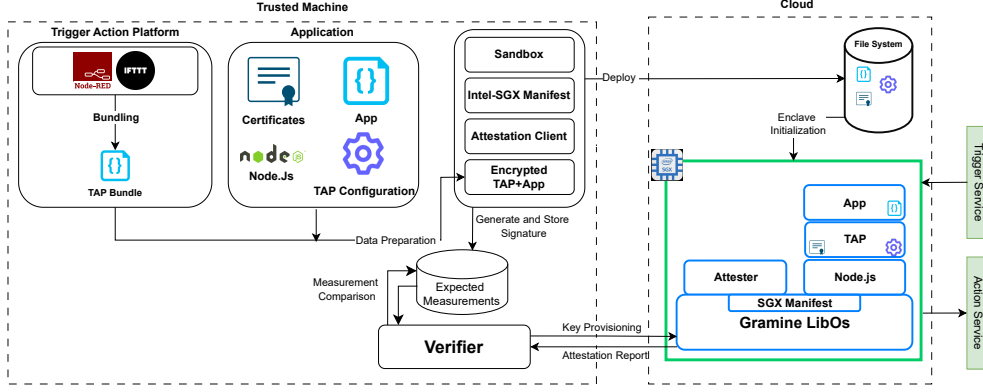 Trusted Machine
Cloud
Trigger Action Platform
Node-RED
IFTTT
Bundling
TAP Bundle
Application
Certificates
App
node
JS
Node.Js
TAP Configuration
Sandbox
Intel-SGX Manifest
Attestation Client
Encrypted
TAP+App
Deploy
File System
Enclave
Initialization
Data Preparation
Generate and Store
Signature
Measurement
Comparison
Expected
Measurements
Verifier
Key Provisioning
Attestation Report
intel
SGX
App
TAP
Attester
Node.js
SGX Manifest
Gramine LibOs
Trigger Service
Action Service